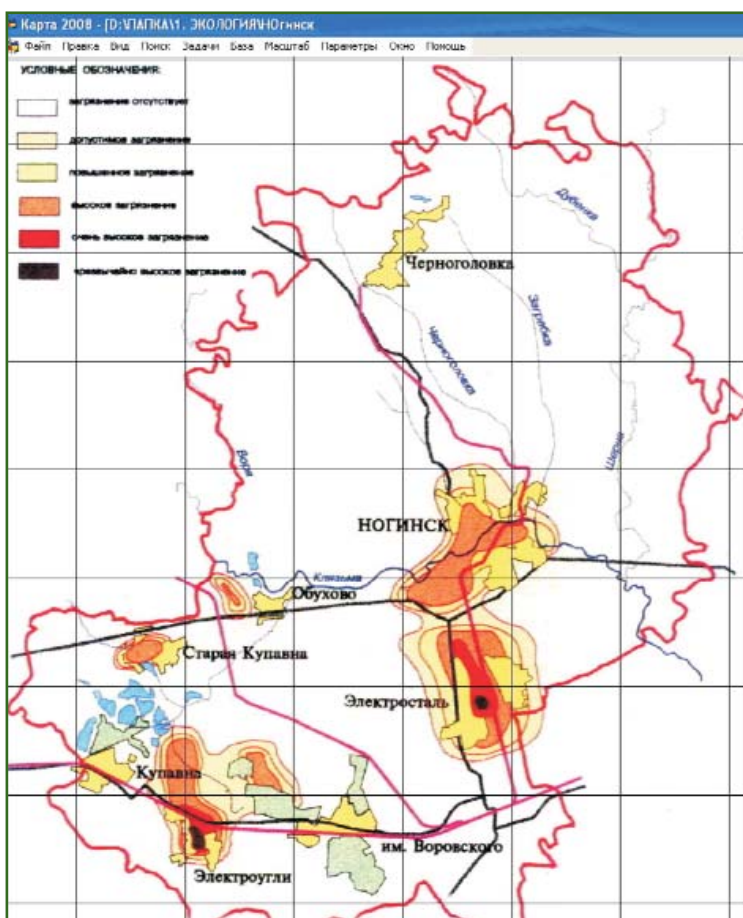 Карта 2008 - [D:\ПАПКА\1. ЭКОЛОГИЯ\НОгинск
Файл Правка Вид Поиск Задачи База Масштаб Параметры Окно Помощь
УСЛОВНЫЕ ОБОЗНАЧЕНИЯ:
загрязнение отсутствует
допустимое загрязнение
повышенное загрязнение
высокое загрязнение
очень высокое загрязнение
чрезвычайно высокое загрязнение
Дубенка
Черноголовка
Загрибка
Черноголовка
Воря
Шерна
НОГИНСК
Клязьма
Обухово
Старая Купавна
Электросталь
Купавна
им. Воровского
Электроугли